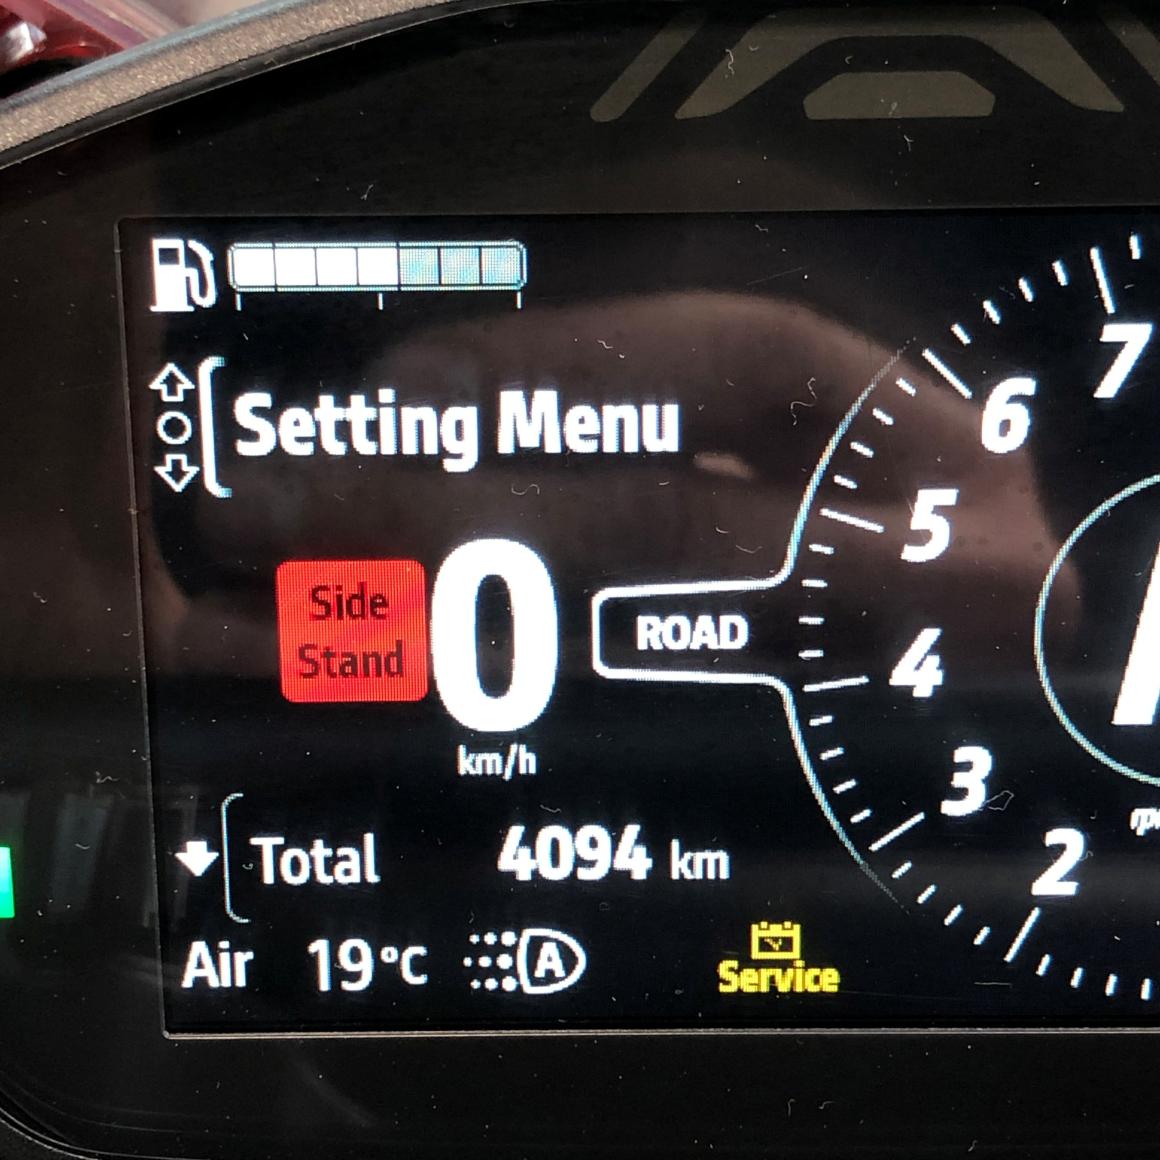 Setting Menu
Side
Stand
0
km/h
ROAD
7
6
5
4
3
2
Total 4094 km
Air 19°C A
Service